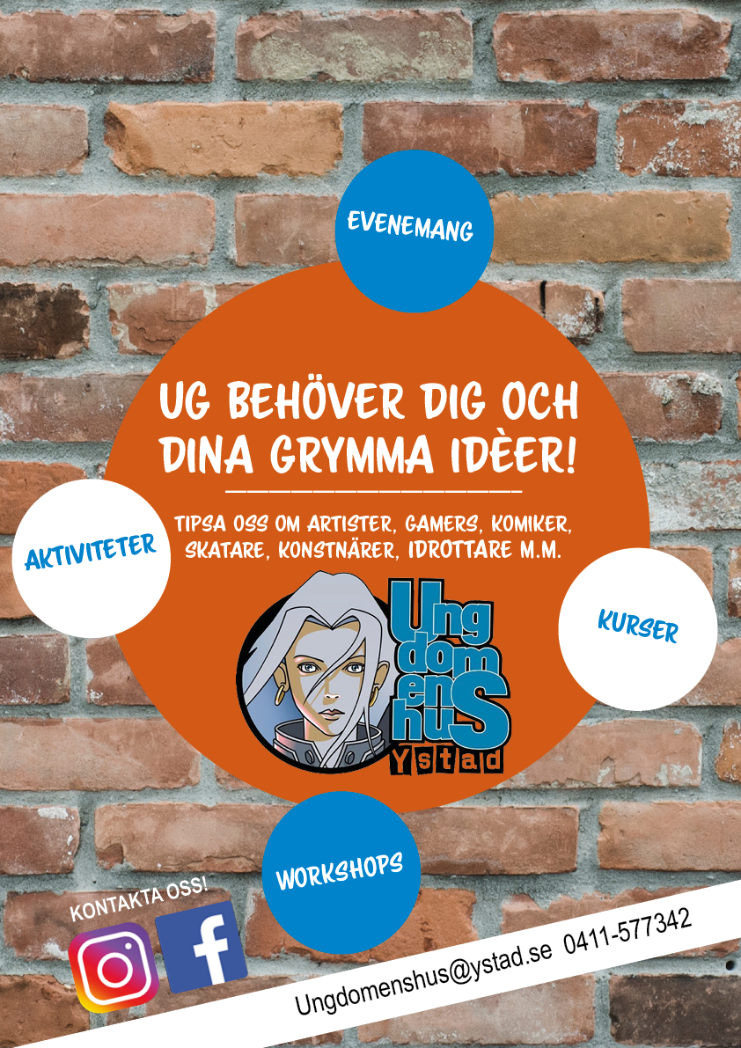 EVENEMANG
UG BEHÖVER DIG OCH
DINA GRYMMA IDÈER!
TIPSA OSS OM ARTISTER, GAMERS, KOMIKER,
SKATARE, KONSTNÄRER, IDROTTARE M.M.
AKTIVITETER
KURSER
Ung
dom
en
huS
Ystad
WORKSHOPS
KONTAKTA OSS!
Ungdomenshus@ystad.se 0411-577342